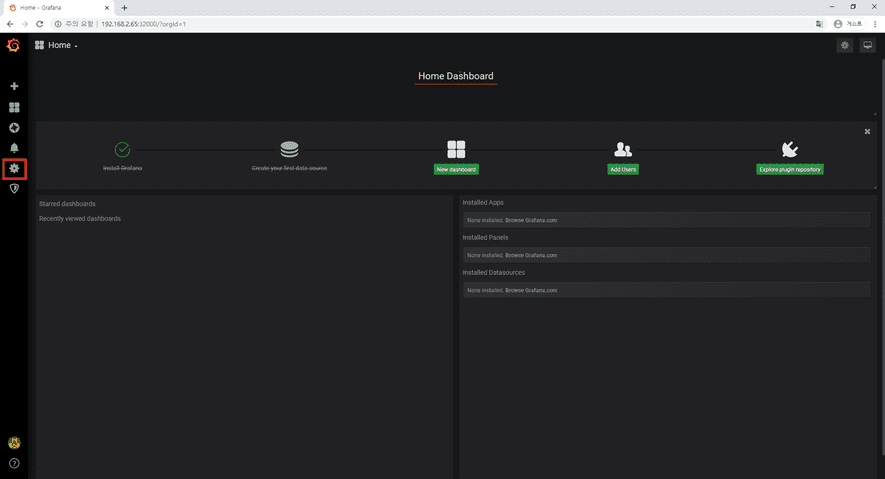 Home - Grafana
주의 요함
192.168.2.65:32000/?orgId=1
게스트
Home
Home Dashboard
Install Grafana
Create your first data source
New dashboard
Add Users
Explore plugin repository
Starred dashboards
Recently viewed dashboards
Installed Apps
None installed. Browse Grafana.com
Installed Panels
None installed. Browse Grafana.com
Installed Datasources
None installed. Browse Grafana.com